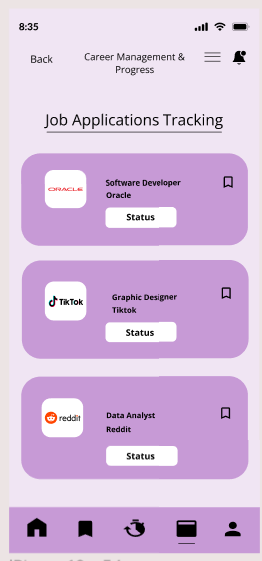 8:35
Back
Career Management &
Progress
Job Applications Tracking
ORACLE
Software Developer
Oracle
Status
TikTok
Graphic Designer
Tiktok
Status
reddit
Data Analyst
Reddit
Status